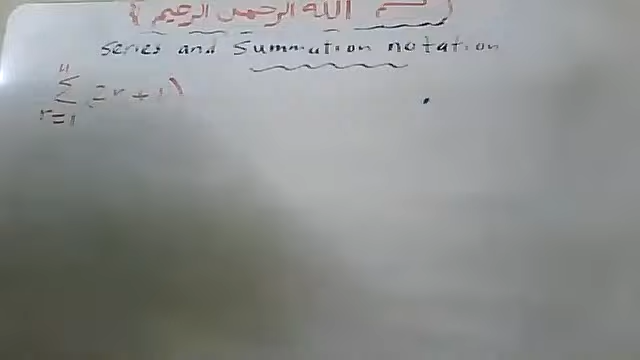 { بسم الله الرحمن الرحيم }
series and Summation notation
4
Σ (2r + 1)
r=1